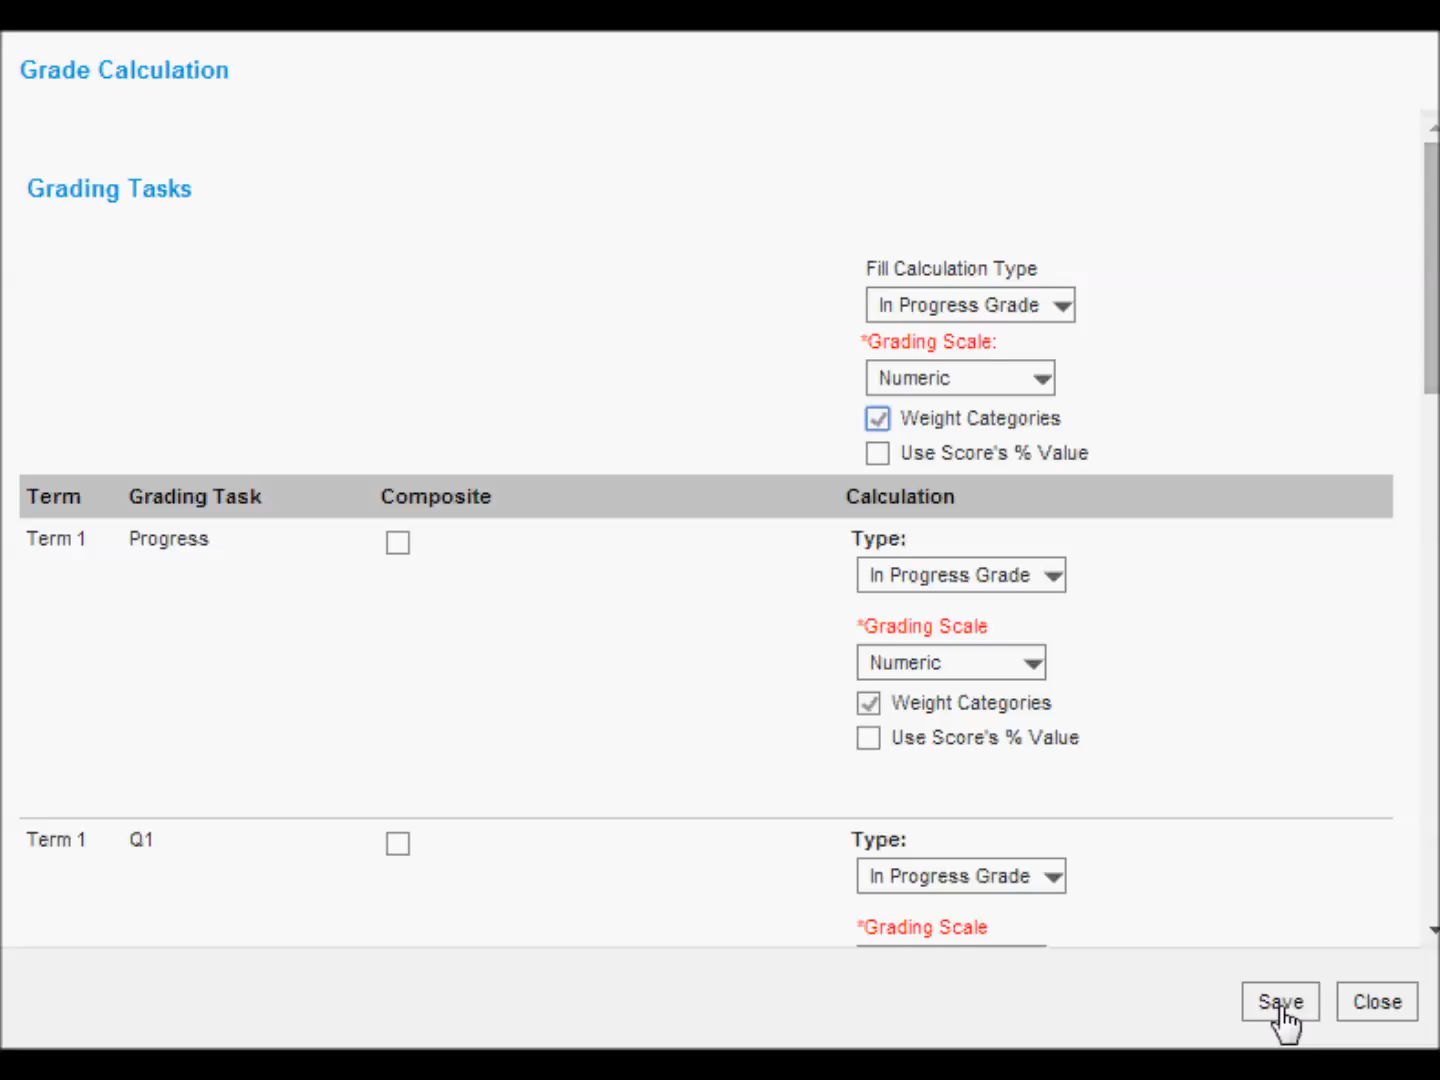 Grade Calculation
Grading Tasks
Fill Calculation Type
In Progress Grade
*Grading Scale:
Numeric
Weight Categories
Use Score's % Value
Term Grading Task Composite Calculation
Term 1 Progress Type:
In Progress Grade
*Grading Scale
Numeric
Weight Categories
Use Score's % Value
Term 1 Q1 Type:
In Progress Grade
*Grading Scale
Save Close